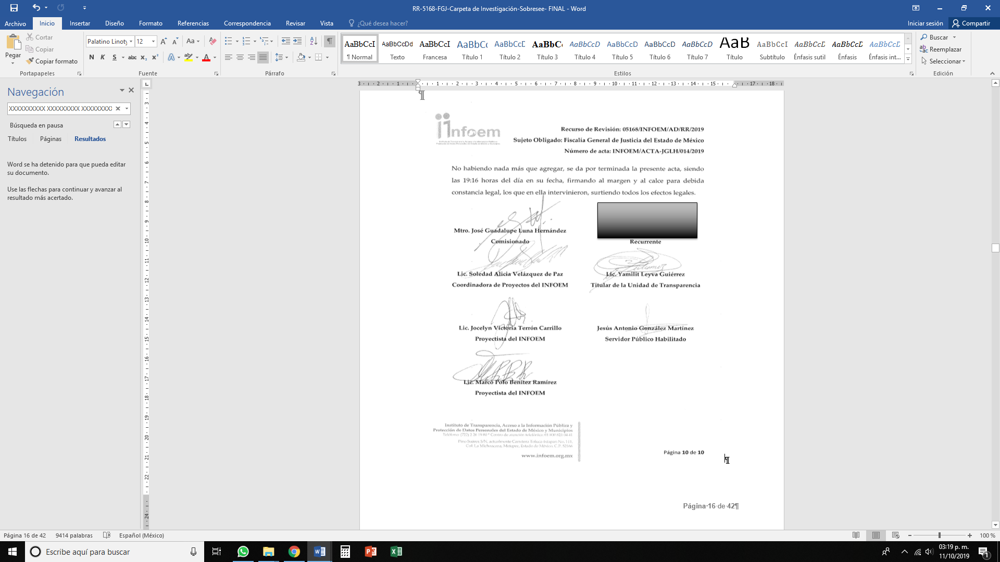 RR-5168-FGJ-Carpeta de Investigación-Sobresee- FINAL - Word
Archivo Inicio Insertar Diseño Formato Referencias Correspondencia Revisar Vista ¿Qué desea hacer? Iniciar sesión Compartir
Pegar
Cortar
Copiar
Copiar formato
Portapapeles
Palatino Linoty 12
Fuente
Párrafo
AaBbCcI AaBbCcDd AaBbCcI AaBbCc AaBbCcD AaBbC AaBbCcD AaBbCcD AaBbCcD AaBbCcD AaB AaBbCcI AaBbCcD AaBbCcI AaBbCcD
¶ Normal Texto Francesa Título 1 Título 2 Título 3 Título 4 Título 5 Título 6 Título 7 Título Subtítulo Énfasis sutil Énfasis Énfasis int...
Estilos
Buscar
Reemplazar
Seleccionar
Edición
Navegación
XXXXXXXXXX XXXXXXXXX XXXXXXXX
Búsqueda en pausa
Títulos Páginas Resultados
Word se ha detenido para que pueda editar
su documento.
Use las flechas para continuar y avanzar al
resultado más acertado.
infoem
Recurso de Revisión: 05168/INFOEM/AD/RR/2019
Sujeto Obligado: Fiscalía General de Justicia del Estado de México
Número de acta: INFOEM/ACTA-JGLH/014/2019
No habiendo nada más que agregar, se da por terminada la presente acta, siendo
las 19:16 horas del día en su fecha, firmando al margen y al calce para debida
constancia legal, los que en ella intervinieron, surtiendo todos los efectos legales.
Mtro. José Guadalupe Luna Hernández
Comisionado
Recurrente
Lic. Soledad Alicia Velázquez de Paz
Coordinadora de Proyectos del INFOEM
Lic. Yamilit Leyva Guiérrez
Titular de la Unidad de Transparencia
Lic. Jocelyn Victoria Terrón Carrillo
Proyectista del INFOEM
Jesús Antonio González Martínez
Servidor Público Habilitado
Lic. Marco Polo Benítez Ramírez
Proyectista del INFOEM
Instituto de Transparencia, Acceso a la Información Pública y
Protección de Datos Personales del Estado de México y Municipios
Teléfono: (722) 2 26 19 80 * Centro de atención telefónica: 01 800 821 04 41
Pino Suárez S/N, actualmente Carretera Toluca-Ixtapan No. 111,
Col. La Michoacana, Metepec, Estado de México, C.P. 52166
www.infoem.org.mx
Página 10 de 10
Página 16 de 42¶
Página 16 de 42 9414 palabras Español (México) 100 %
Escribe aquí para buscar
03:19 p. m.
11/10/2019